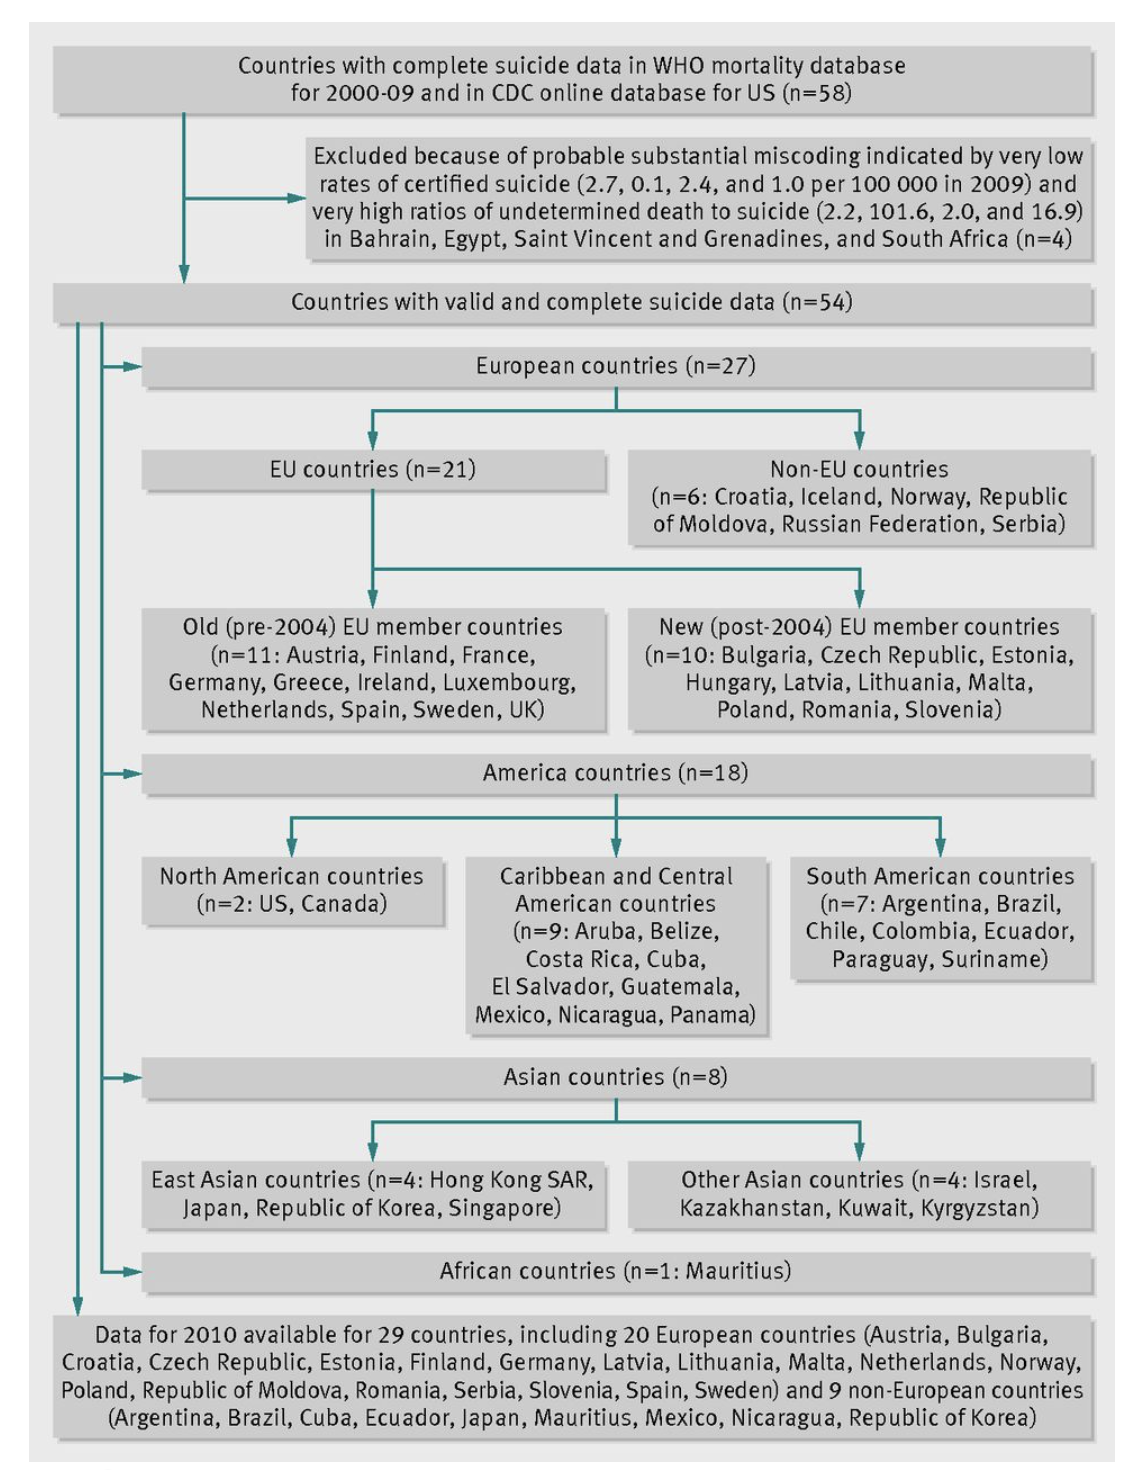 Countries with complete suicide data in WHO mortality database
for 2000-09 and in CDC online database for US (n=58)
Excluded because of probable substantial miscoding indicated by very low
rates of certified suicide (2.7, 0.1, 2.4, and 1.0 per 100 000 in 2009) and
very high ratios of undetermined death to suicide (2.2, 101.6, 2.0, and 16.9)
in Bahrain, Egypt, Saint Vincent and Grenadines, and South Africa (n=4)
Countries with valid and complete suicide data (n=54)
European countries (n=27)
EU countries (n=21)
Non-EU countries
(n=6: Croatia, Iceland, Norway, Republic
of Moldova, Russian Federation, Serbia)
Old (pre-2004) EU member countries
(n=11: Austria, Finland, France,
Germany, Greece, Ireland, Luxembourg,
Netherlands, Spain, Sweden, UK)
New (post-2004) EU member countries
(n=10: Bulgaria, Czech Republic, Estonia,
Hungary, Latvia, Lithuania, Malta,
Poland, Romania, Slovenia)
America countries (n=18)
North American countries
(n=2: US, Canada)
Caribbean and Central
American countries
(n=9: Aruba, Belize,
Costa Rica, Cuba,
El Salvador, Guatemala,
Mexico, Nicaragua, Panama)
South American countries
(n=7: Argentina, Brazil,
Chile, Colombia, Ecuador,
Paraguay, Suriname)
Asian countries (n=8)
East Asian countries (n=4: Hong Kong SAR,
Japan, Republic of Korea, Singapore)
Other Asian countries (n=4: Israel,
Kazakhanstan, Kuwait, Kyrgyzstan)
African countries (n=1: Mauritius)
Data for 2010 available for 29 countries, including 20 European countries (Austria, Bulgaria,
Croatia, Czech Republic, Estonia, Finland, Germany, Latvia, Lithuania, Malta, Netherlands, Norway,
Poland, Republic of Moldova, Romania, Serbia, Slovenia, Spain, Sweden) and 9 non-European countries
(Argentina, Brazil, Cuba, Ecuador, Japan, Mauritius, Mexico, Nicaragua, Republic of Korea)